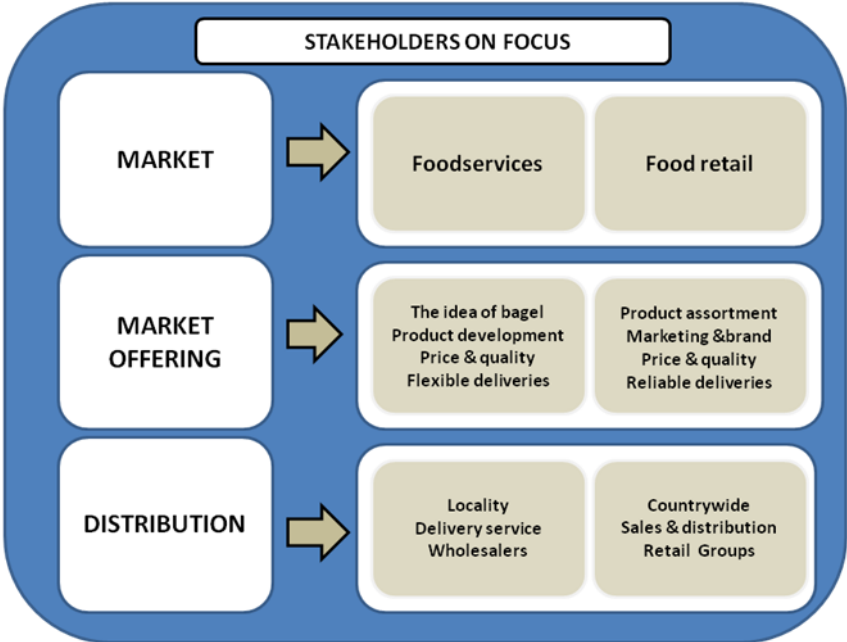 STAKEHOLDERS ON FOCUS
MARKET
Foodservices
Food retail
MARKET
OFFERING
The idea of bagel
Product development
Price & quality
Flexible deliveries
Product assortment
Marketing &brand
Price & quality
Reliable deliveries
DISTRIBUTION
Locality
Delivery service
Wholesalers
Countrywide
Sales & distribution
Retail Groups